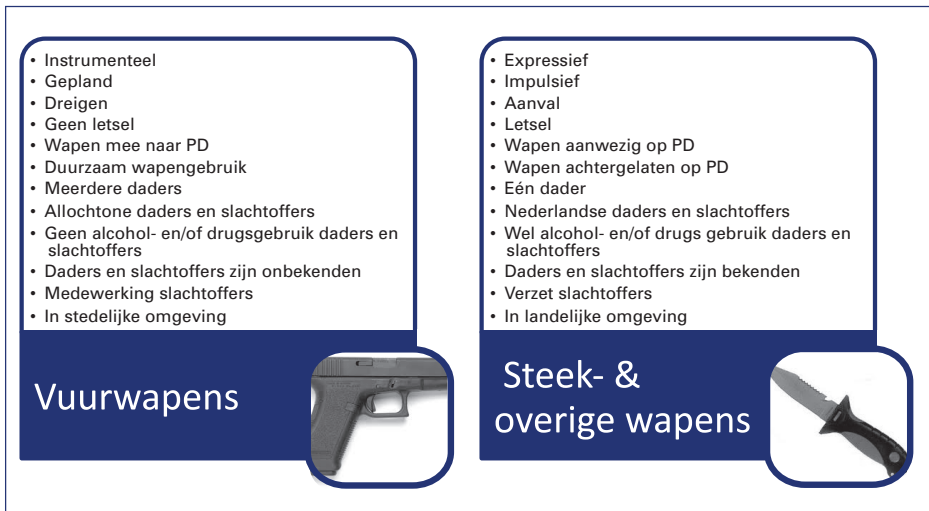 • Instrumenteel
• Gepland
• Dreigen
• Geen letsel
• Wapen mee naar PD
• Duurzaam wapengebruik
• Meerdere daders
• Allochtone daders en slachtoffers
• Geen alcohol- en/of drugsgebruik daders en
slachtoffers
• Daders en slachtoffers zijn onbekenden
• Medewerking slachtoffers
• In stedelijke omgeving
Vuurwapens
• Expressief
• Impulsief
• Aanval
• Letsel
• Wapen aanwezig op PD
• Wapen achtergelaten op PD
• Eén dader
• Nederlandse daders en slachtoffers
• Wel alcohol- en/of drugs gebruik daders en
slachtoffers
• Daders en slachtoffers zijn bekenden
• Verzet slachtoffers
• In landelijke omgeving
Steek- &
overige wapens